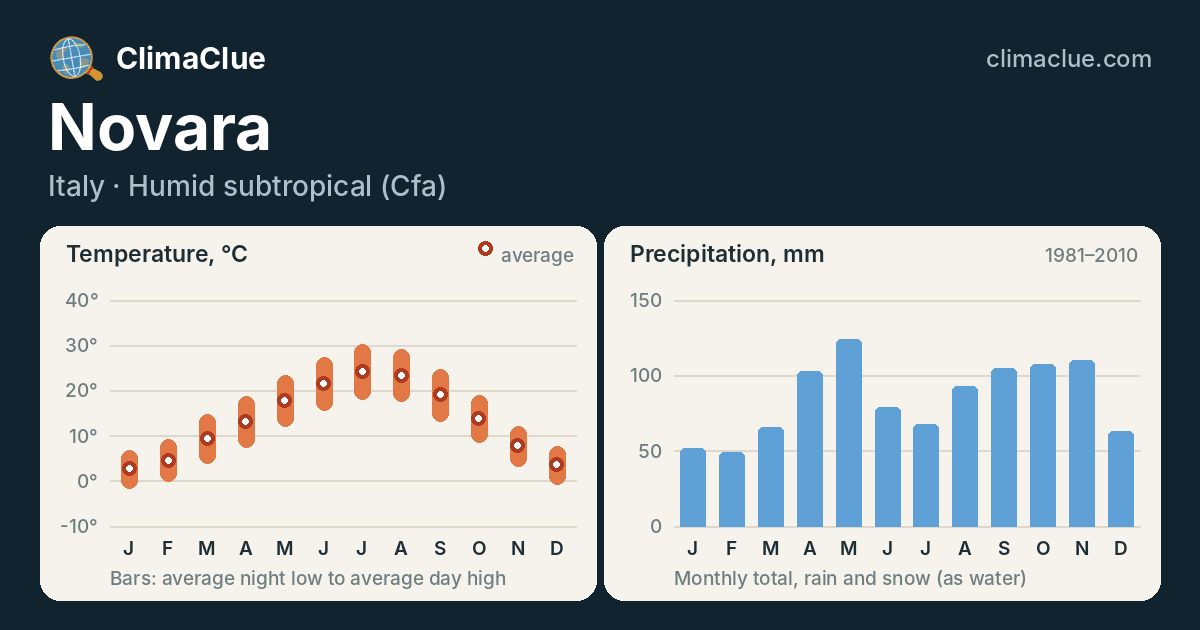 ClimaClue
climaclue.com
Novara
Italy · Humid subtropical (Cfa)
Temperature, °C
average
40°
30°
20°
10°
0°
-10°
J F M A M J J A S O N D
Bars: average night low to average day high
Precipitation, mm
1981–2010
150
100
50
0
J F M A M J J A S O N D
Monthly total, rain and snow (as water)